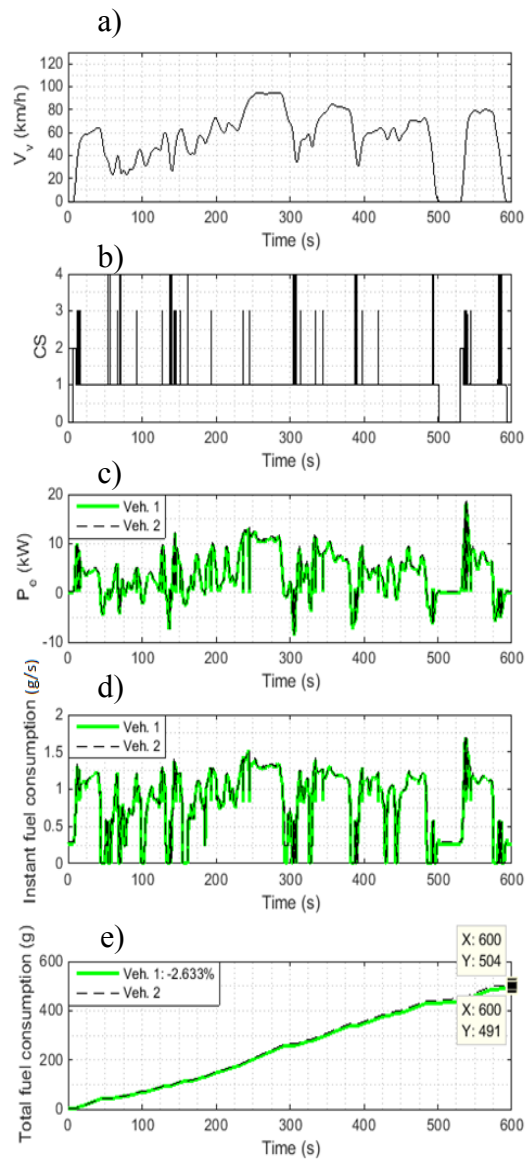 a)
V_v (km/h)
120
100
80
60
40
20
0
0 100 200 300 400 500 600
Time (s)
b)
CS
4
3
2
1
0
0 100 200 300 400 500 600
Time (s)
c)
P_e (kW)
Veh. 1
Veh. 2
20
10
0
-10
0 100 200 300 400 500 600
Time (s)
d)
Instant fuel consumption (g/s)
Veh. 1
Veh. 2
2
1.5
1
0.5
0
0 100 200 300 400 500 600
Time (s)
e)
Total fuel consumption (g)
Veh. 1: -2.633%
Veh. 2
X: 600
Y: 504
X: 600
Y: 491
600
400
200
0
0 100 200 300 400 500 600
Time (s)